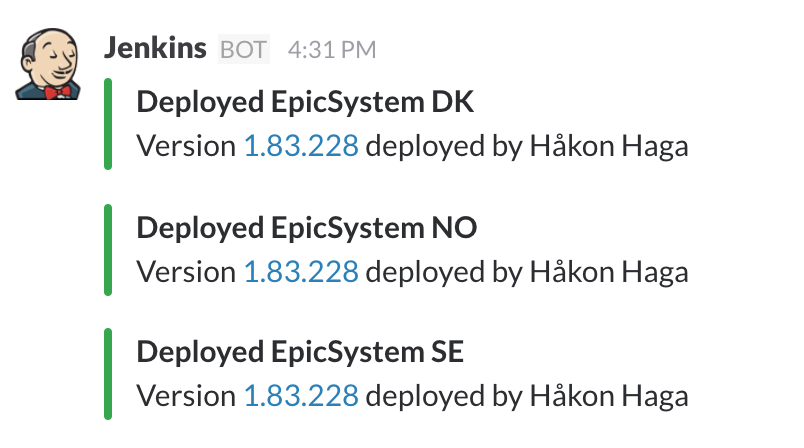 Jenkins BOT 4:31 PM
Deployed EpicSystem DK
Version 1.83.228 deployed by Håkon Haga
Deployed EpicSystem NO
Version 1.83.228 deployed by Håkon Haga
Deployed EpicSystem SE
Version 1.83.228 deployed by Håkon Haga